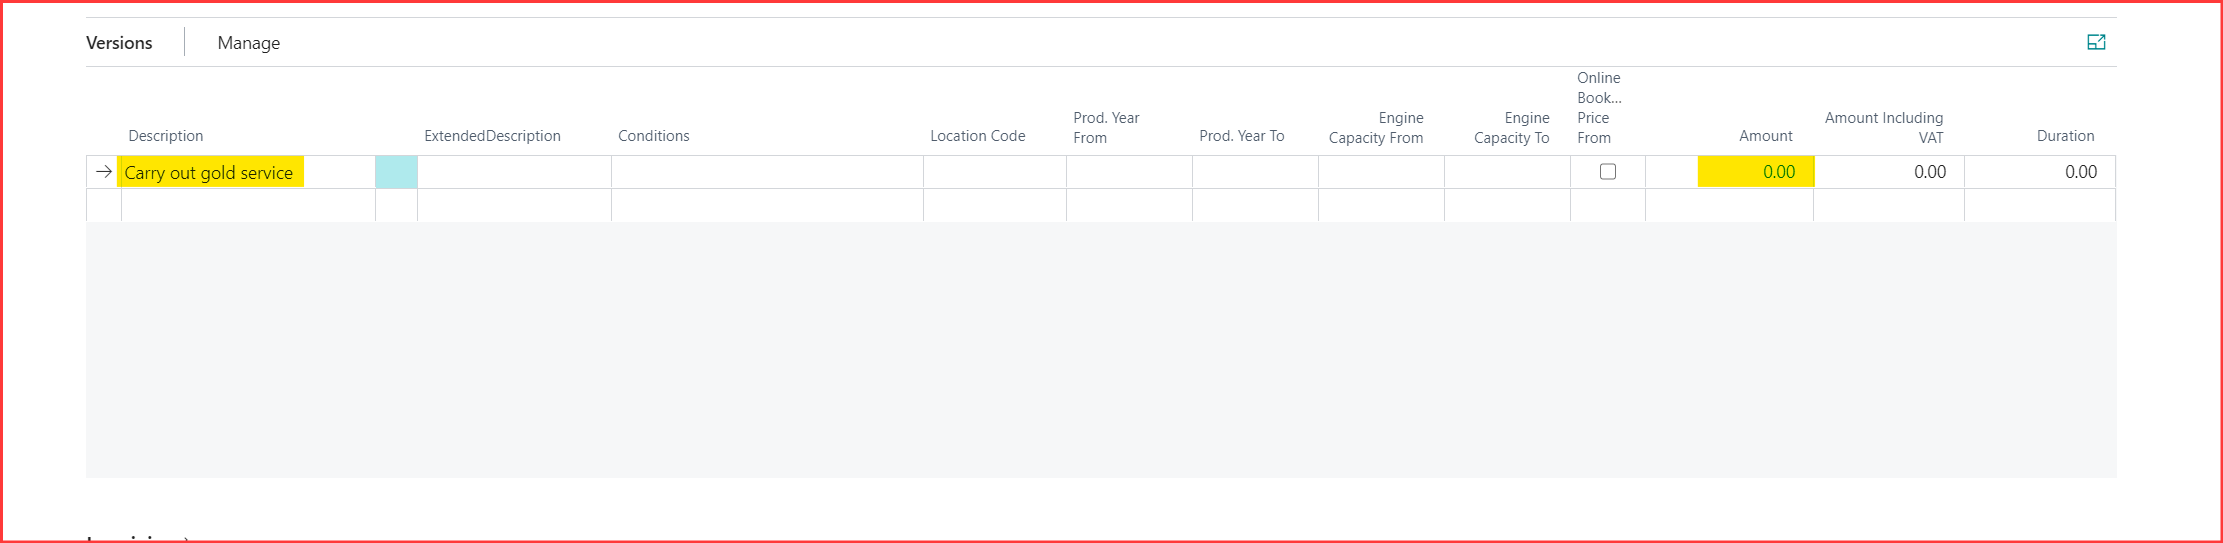 Versions Manage
Description ExtendedDescription Conditions Location Code Prod. Year From Prod. Year To Engine Capacity From Engine Capacity To Online Book... Price From Amount Amount Including VAT Duration
Carry out gold service 0.00 0.00 0.00